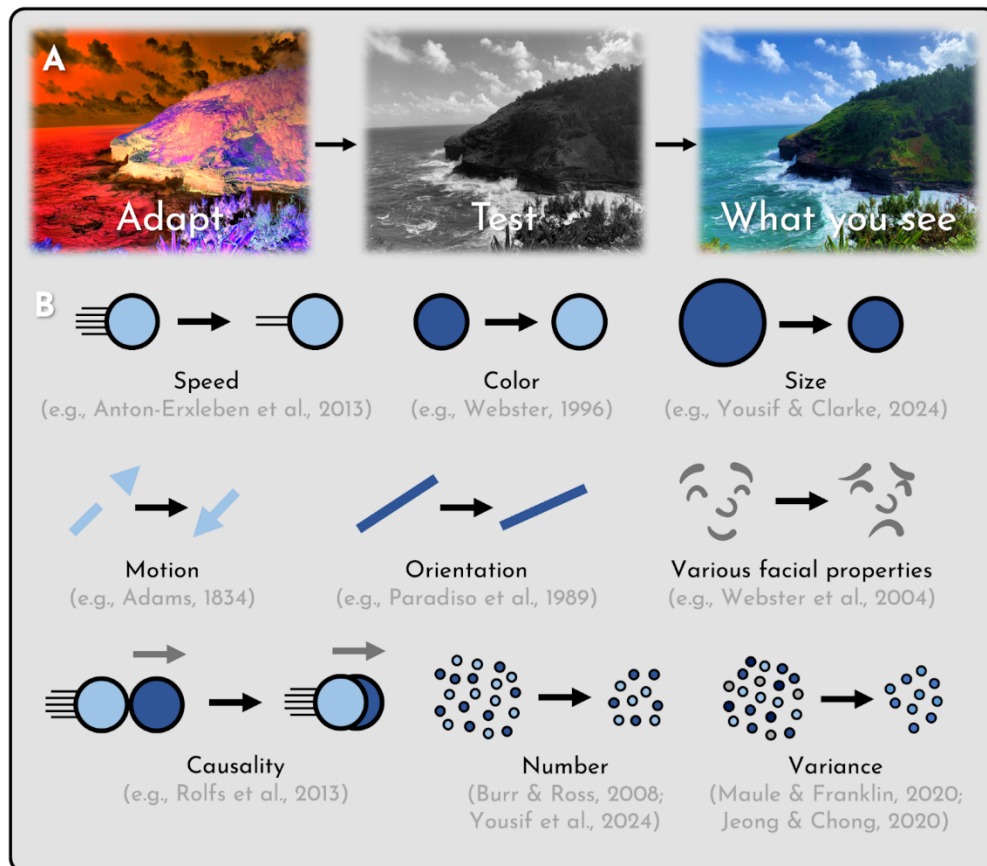 A
Adapt
Test
What you see
B
Speed
(e.g., Anton-Erxleben et al., 2013)
Color
(e.g., Webster, 1996)
Size
(e.g., Yousif & Clarke, 2024)
Motion
(e.g., Adams, 1834)
Orientation
(e.g., Paradiso et al., 1989)
Various facial properties
(e.g., Webster et al., 2004)
Causality
(e.g., Rolfs et al., 2013)
Number
(Burr & Ross, 2008;
Yousif et al., 2024)
Variance
(Maule & Franklin, 2020;
Jeong & Chong, 2020)